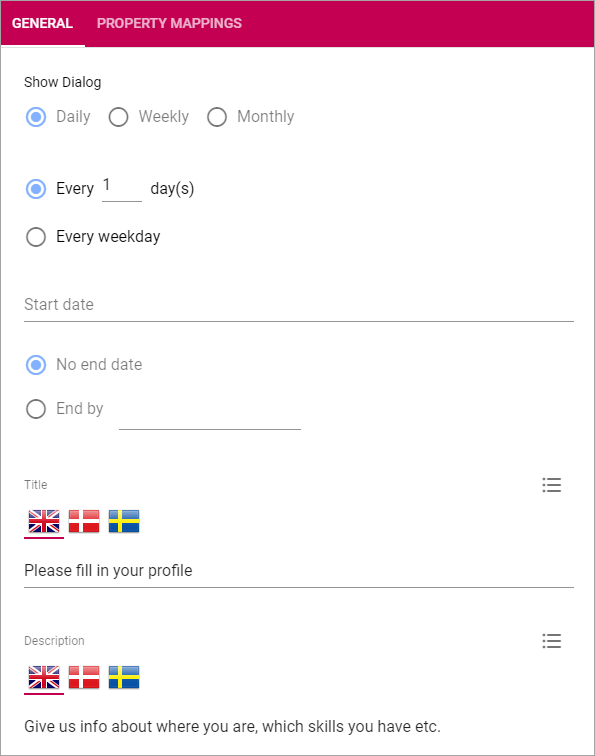 GENERAL PROPERTY MAPPINGS
Show Dialog
Daily Weekly Monthly
Every 1 day(s)
Every weekday
Start date
No end date
End by
Title
Please fill in your profile
Description
Give us info about where you are, which skills you have etc.